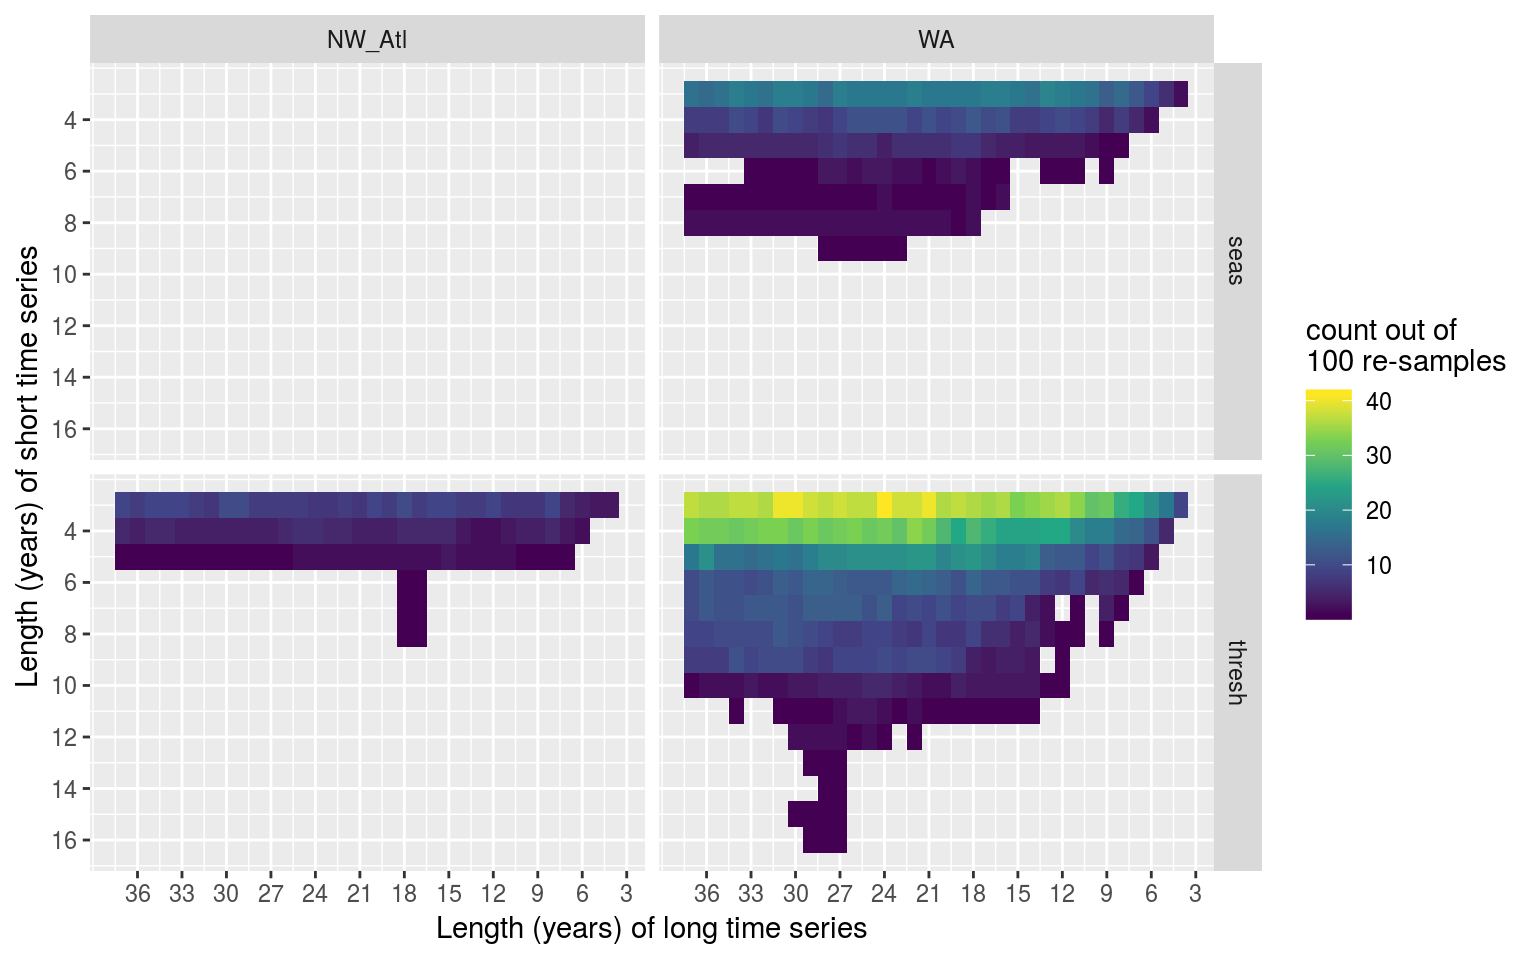 NW_Atl
WA
4
6
8
10
12
14
16
seas
4
6
8
10
12
14
16
thresh
36 33 30 27 24 21 18 15 12 9 6 3
36 33 30 27 24 21 18 15 12 9 6 3
Length (years) of long time series
Length (years) of short time series
count out of
100 re-samples
40
30
20
10